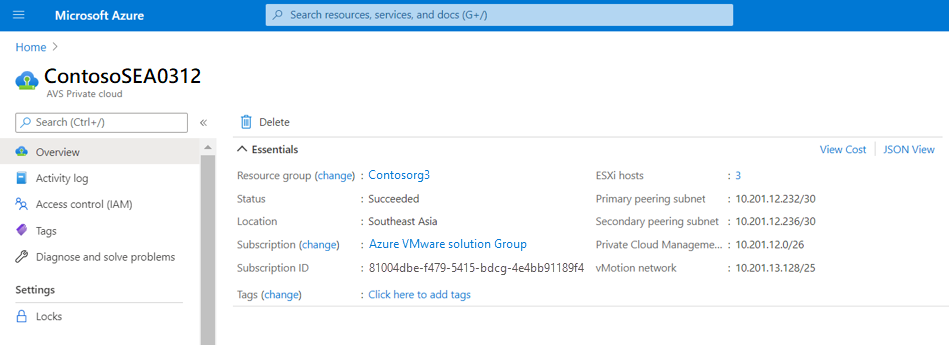 Microsoft Azure
Search resources, services, and docs (G+/)
Home
ContosoSEA0312
AVS Private cloud
Search (Ctrl+/)
Overview
Activity log
Access control (IAM)
Tags
Diagnose and solve problems
Settings
Locks
Delete
Essentials
View Cost
JSON View
Resource group (change) : Contosorg3
Status : Succeeded
Location : Southeast Asia
Subscription (change) : Azure VMware solution Group
Subscription ID : 81004dbe-f479-5415-bdcg-4e4bb91189f4
Tags (change) : Click here to add tags
ESXi hosts : 3
Primary peering subnet : 10.201.12.232/30
Secondary peering subnet : 10.201.12.236/30
Private Cloud Manageme... : 10.201.12.0/26
vMotion network : 10.201.13.128/25